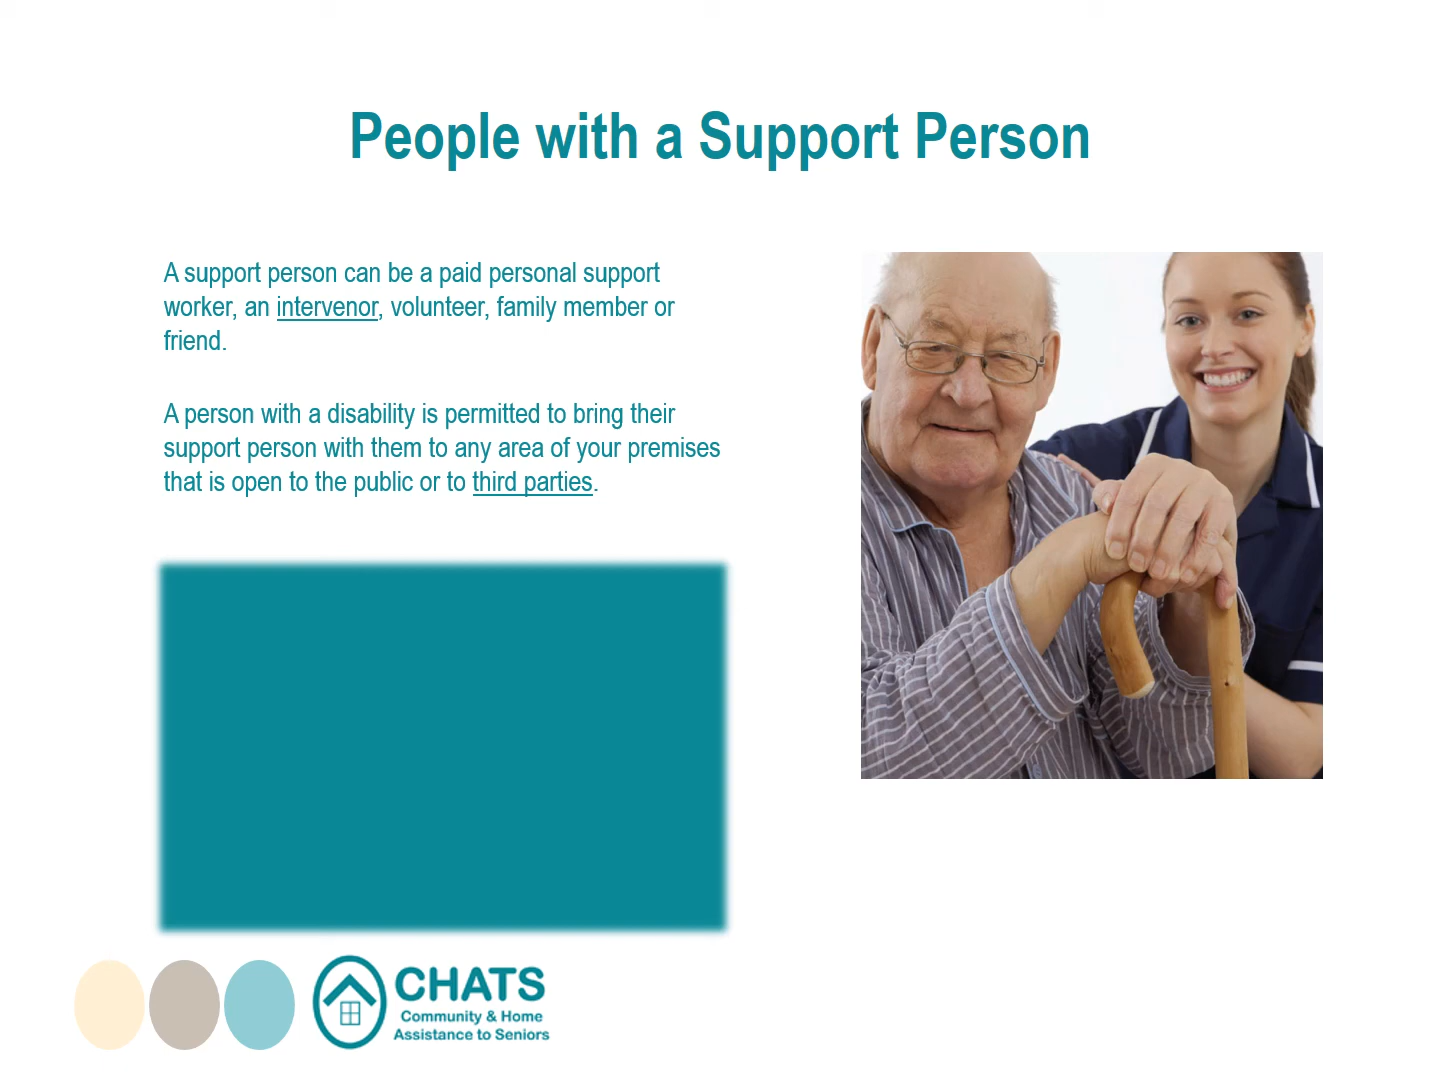 People with a Support Person
A support person can be a paid personal support
worker, an intervenor, volunteer, family member or
friend.
A person with a disability is permitted to bring their
support person with them to any area of your premises
that is open to the public or to third parties.
CHATS
Community & Home
Assistance to Seniors